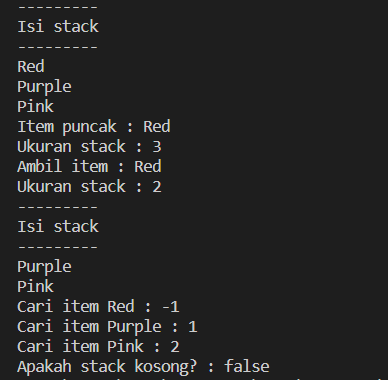 ---------
Isi stack
---------
Red
Purple
Pink
Item puncak : Red
Ukuran stack : 3
Ambil item : Red
Ukuran stack : 2
---------
Isi stack
---------
Purple
Pink
Cari item Red : -1
Cari item Purple : 1
Cari item Pink : 2
Apakah stack kosong? : false